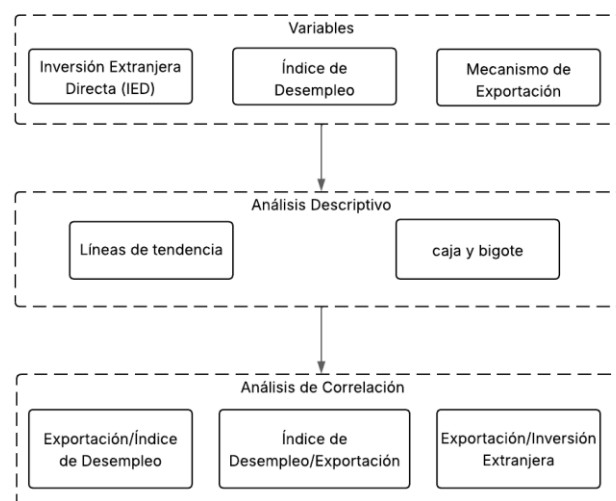 Variables
Inversión Extranjera
Directa (IED)
Índice de
Desempleo
Mecanismo de
Exportación
Análisis Descriptivo
Líneas de tendencia
caja y bigote
Análisis de Correlación
Exportación/Índice
de Desempleo
Índice de
Desempleo/Exportación
Exportación/Inversión
Extranjera